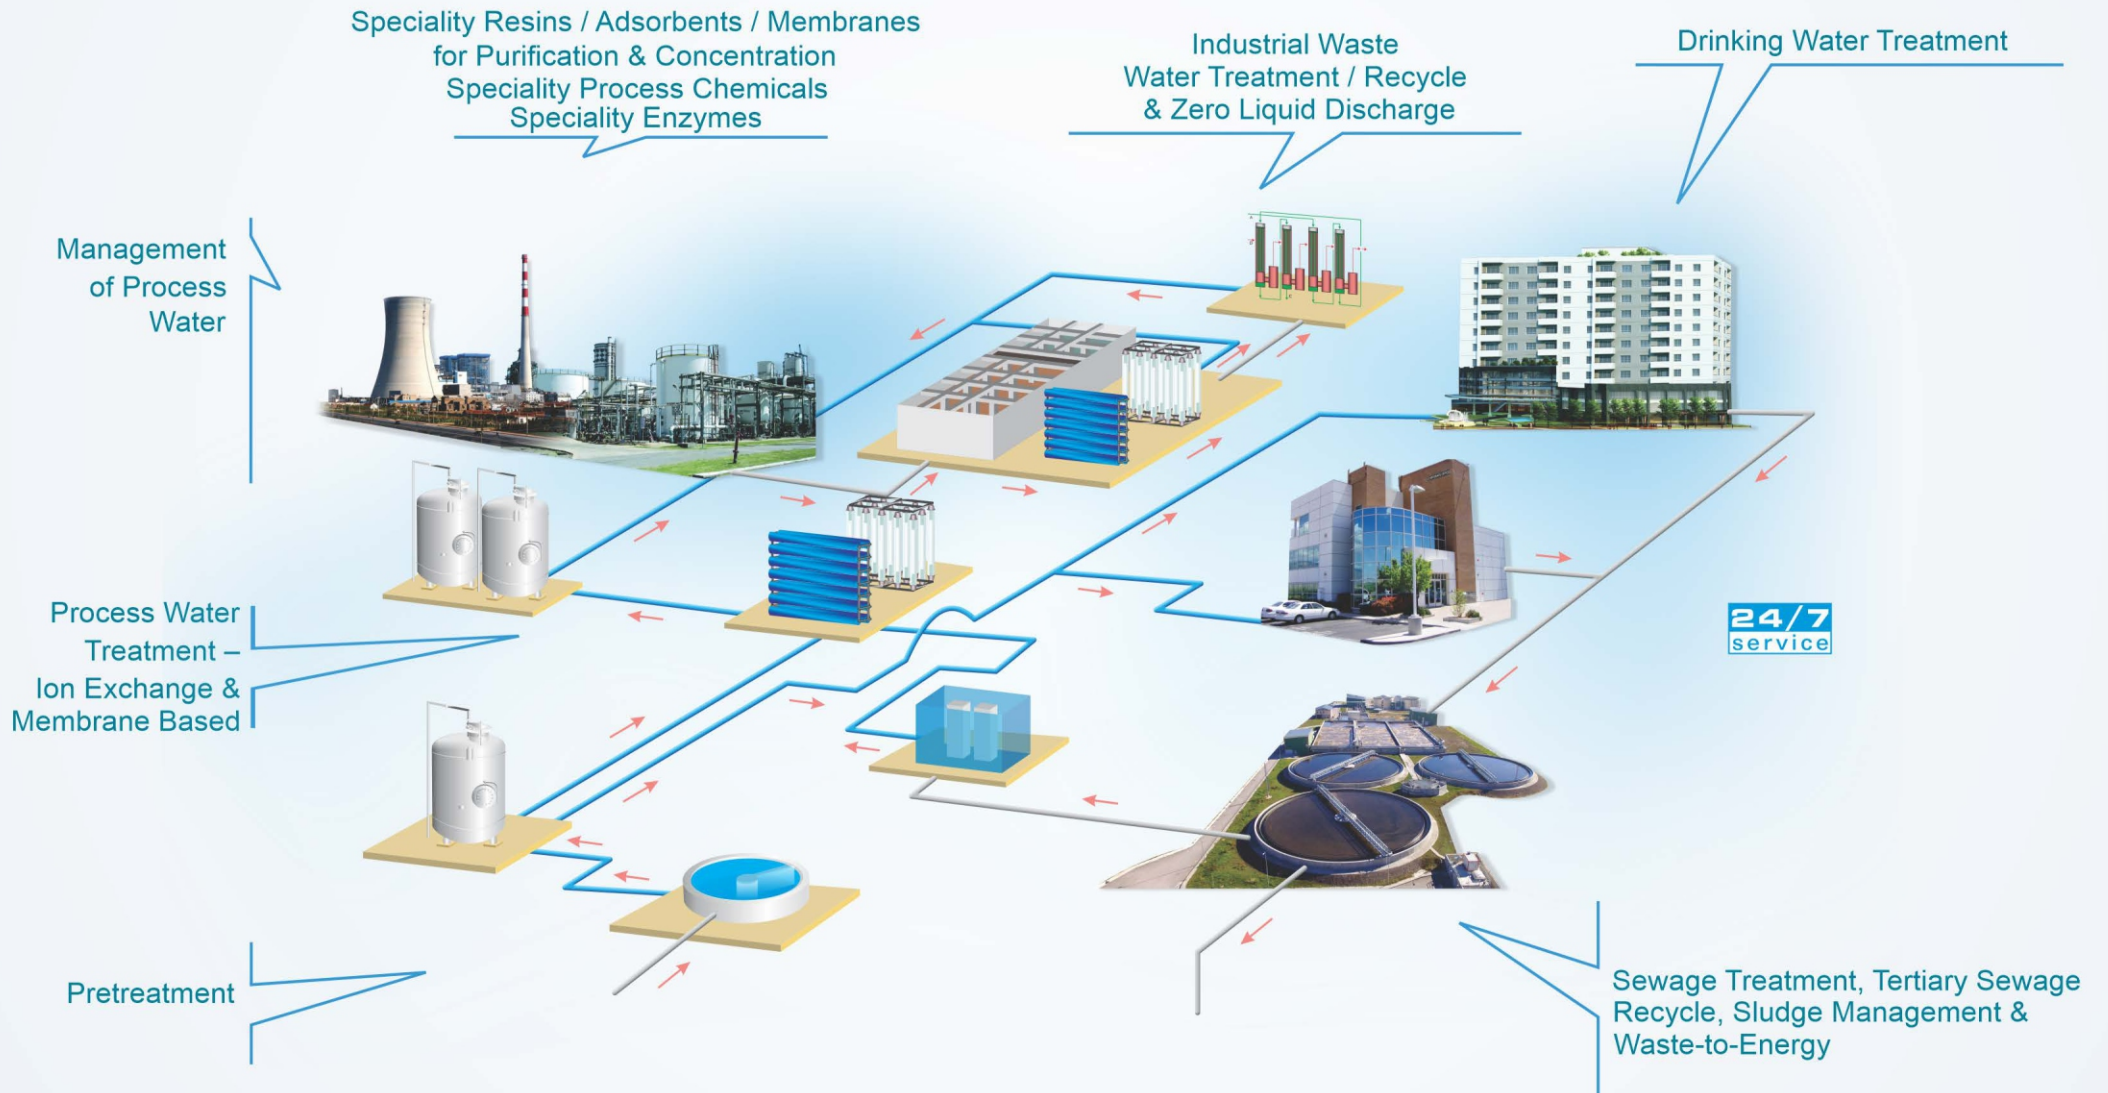 Speciality Resins / Adsorbents / Membranes
for Purification & Concentration
Speciality Process Chemicals
Speciality Enzymes
Industrial Waste
Water Treatment / Recycle
& Zero Liquid Discharge
Drinking Water Treatment
Management
of Process
Water
Process Water
Treatment –
Ion Exchange &
Membrane Based
24/7
service
Pretreatment
Sewage Treatment, Tertiary Sewage
Recycle, Sludge Management &
Waste-to-Energy